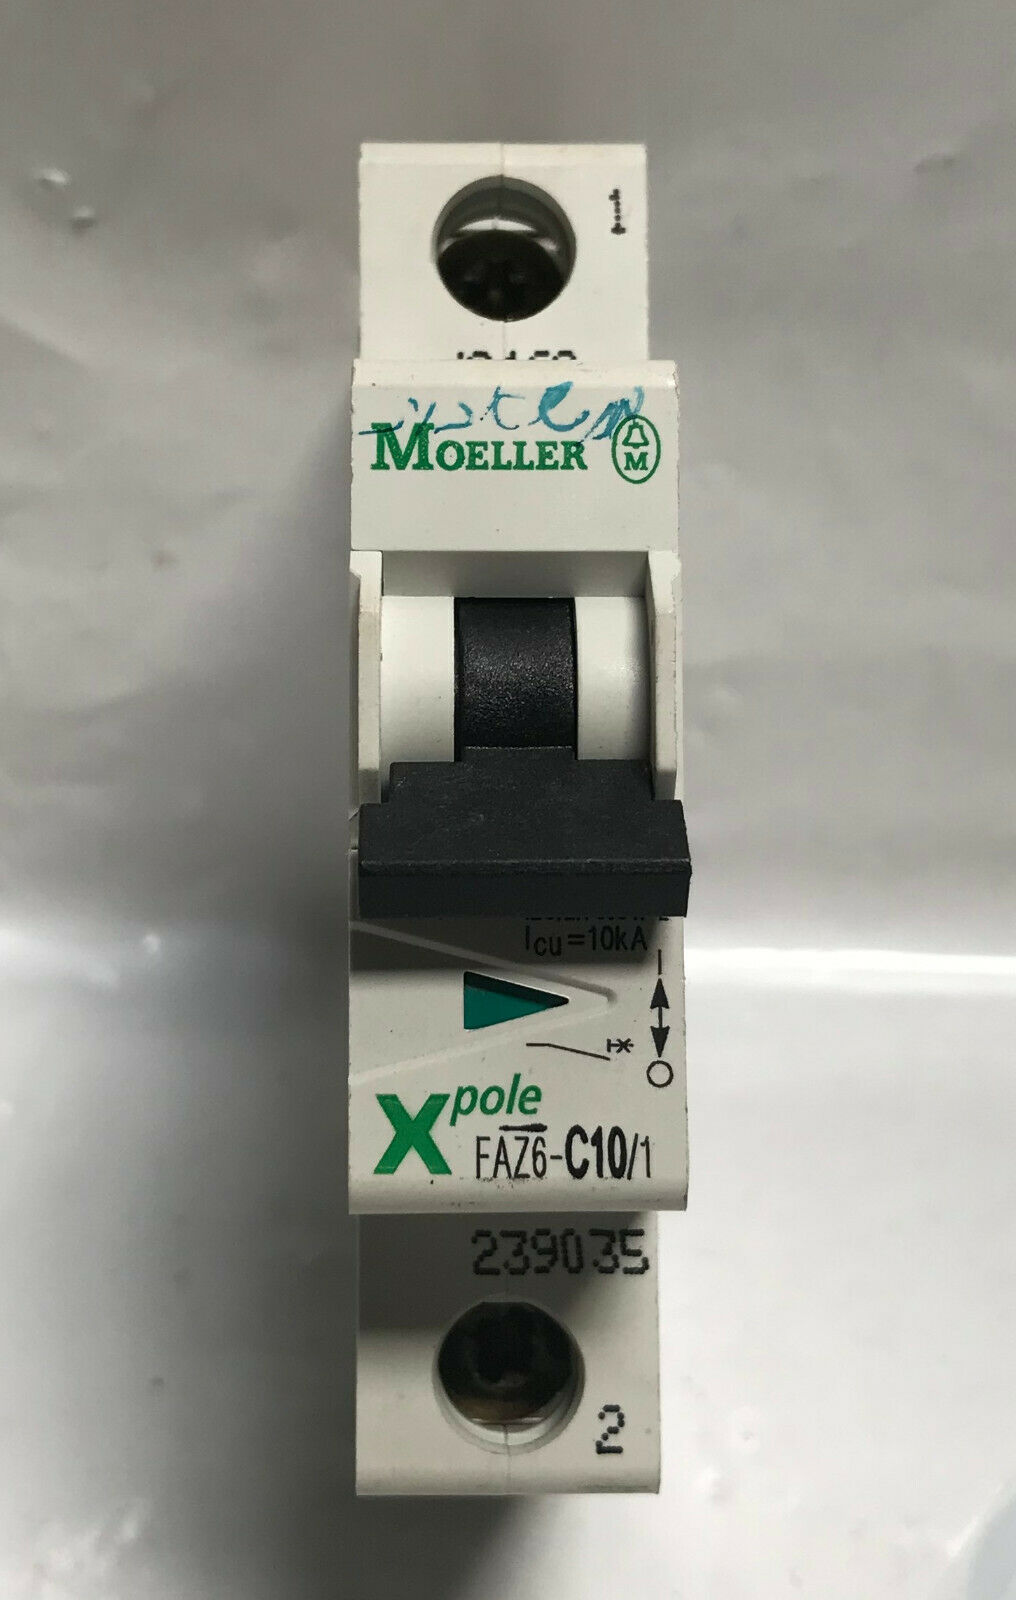 1
MOELLER
M
Icu=10kA
I
O
Xpole
FAZ6-C10/1
239035
2